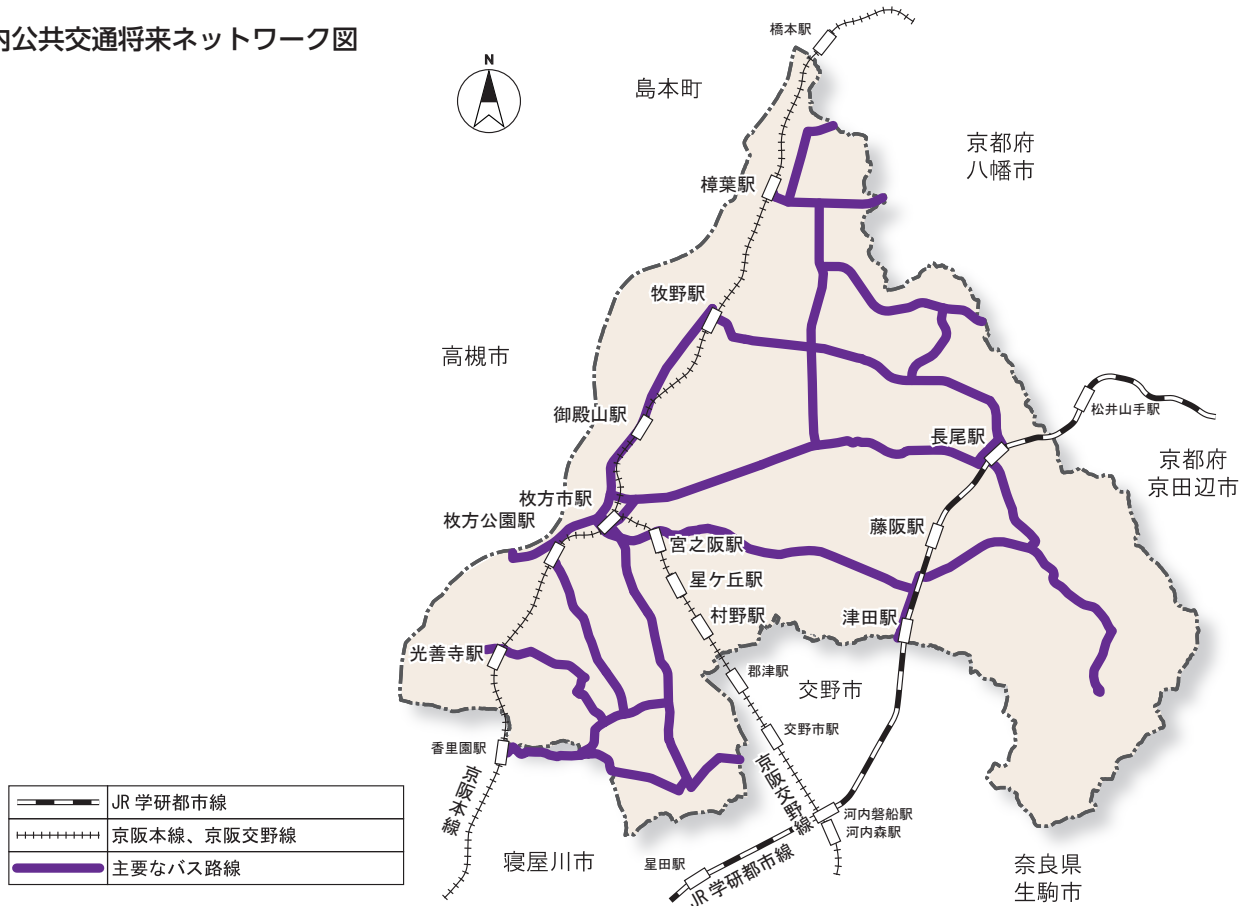 内公共交通将来ネットワーク図
N
橋本駅
島本町
京都府
八幡市
樟葉駅
牧野駅
高槻市
御殿山駅
松井山手駅
長尾駅
京都府
京田辺市
枚方市駅
枚方公園駅
藤阪駅
宮之阪駅
星ケ丘駅
村野駅
津田駅
光善寺駅
郡津駅
交野市
交野市駅
香里園駅
京阪本線
京阪交野線
JR 学研都市線
京阪本線、京阪交野線
主要なバス路線
河内磐船駅
河内森駅
寝屋川市
星田駅
JR 学研都市線
奈良県
生駒市